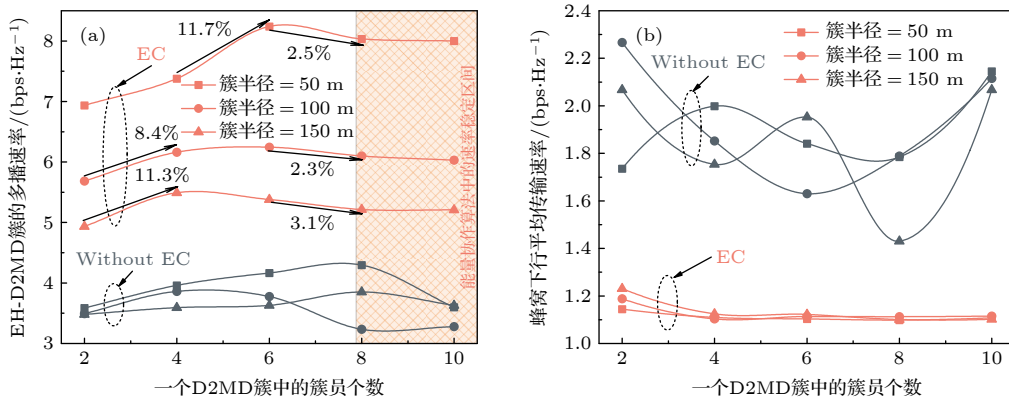 (a)
EH-D2MD簇的多播速率/(bps·Hz⁻¹)
8
7
6
5
4
3
11.7%
2.5%
EC
簇半径 = 50 m
簇半径 = 100 m
簇半径 = 150 m
8.4%
2.3%
11.3%
3.1%
Without EC
能量协作算法中的速率稳定区间
2 4 6 8 10
一个D2MD簇中的簇员个数
(b)
蜂窝下行平均传输速率/(bps·Hz⁻¹)
2.4
2.2
2.0
1.8
1.6
1.4
1.2
1.0
簇半径 = 50 m
簇半径 = 100 m
簇半径 = 150 m
Without EC
EC
2 4 6 8 10
一个D2MD簇中的簇员个数